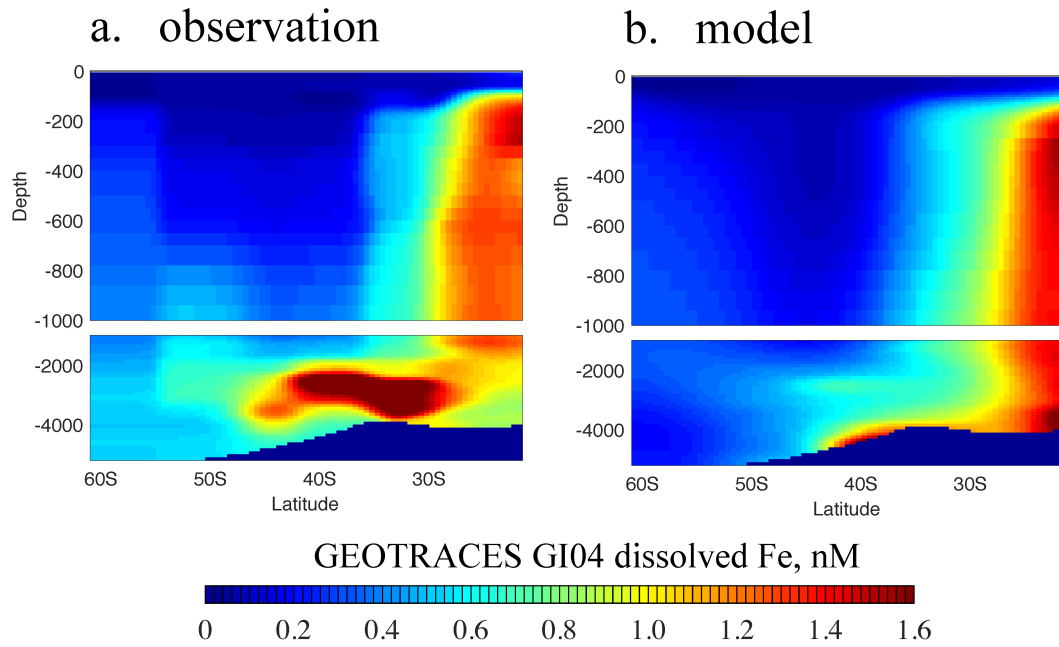 a. observation
b. model
0
-200
-400
-600
-800
-1000
-2000
-4000
Depth
60S 50S 40S 30S
Latitude
0
-200
-400
-600
-800
-1000
-2000
-4000
Depth
60S 50S 40S 30S
Latitude
GEOTRACES GI04 dissolved Fe, nM
0 0.2 0.4 0.6 0.8 1.0 1.2 1.4 1.6